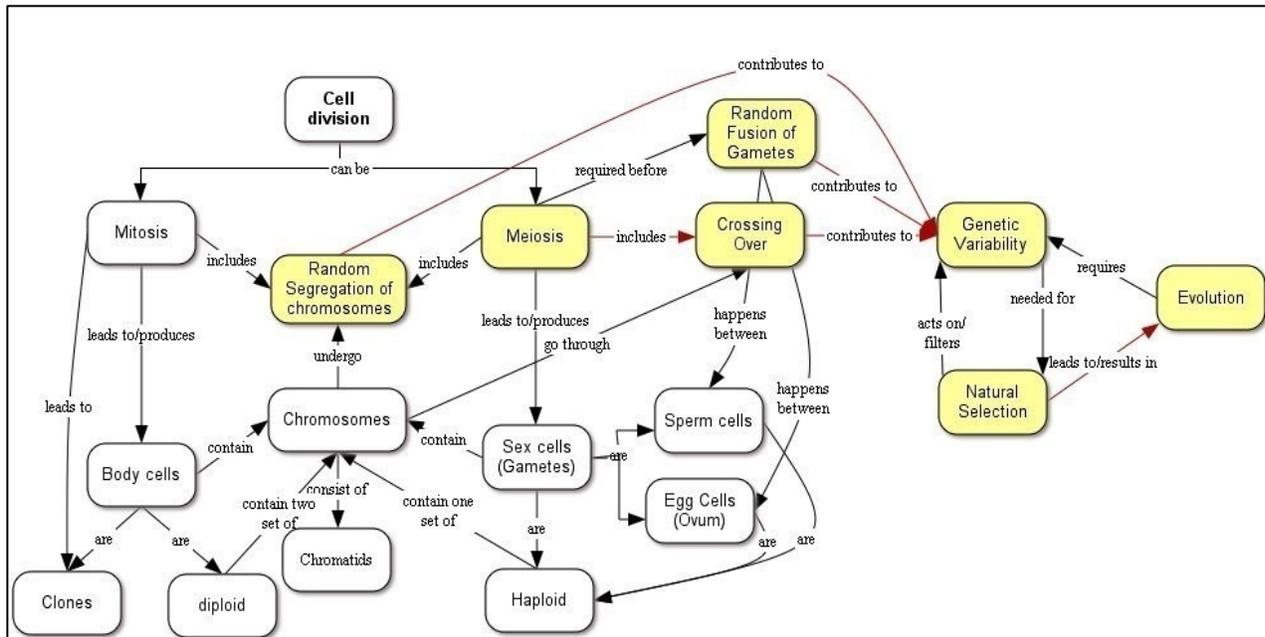 contributes to
Cell
division
Random
Fusion of
Gametes
can be
required before
contributes to
Mitosis
Meiosis
Crossing
Over
Genetic
Variability
includes
includes
includes
contributes to
Random
Segregation of
chromosomes
requires
Evolution
needed for
leads to/produces
leads to/produces
happens
between
acts on/
filters
undergo
go through
leads to/results in
leads to
Chromosomes
happens
between
Natural
Selection
Sperm cells
contain
contain
Body cells
Sex cells
(Gametes)
are
consist of
contain two
set of
contain one
set of
Egg Cells
(Ovum)
are
are
Chromatids
are
are
are
Clones
diploid
Haploid